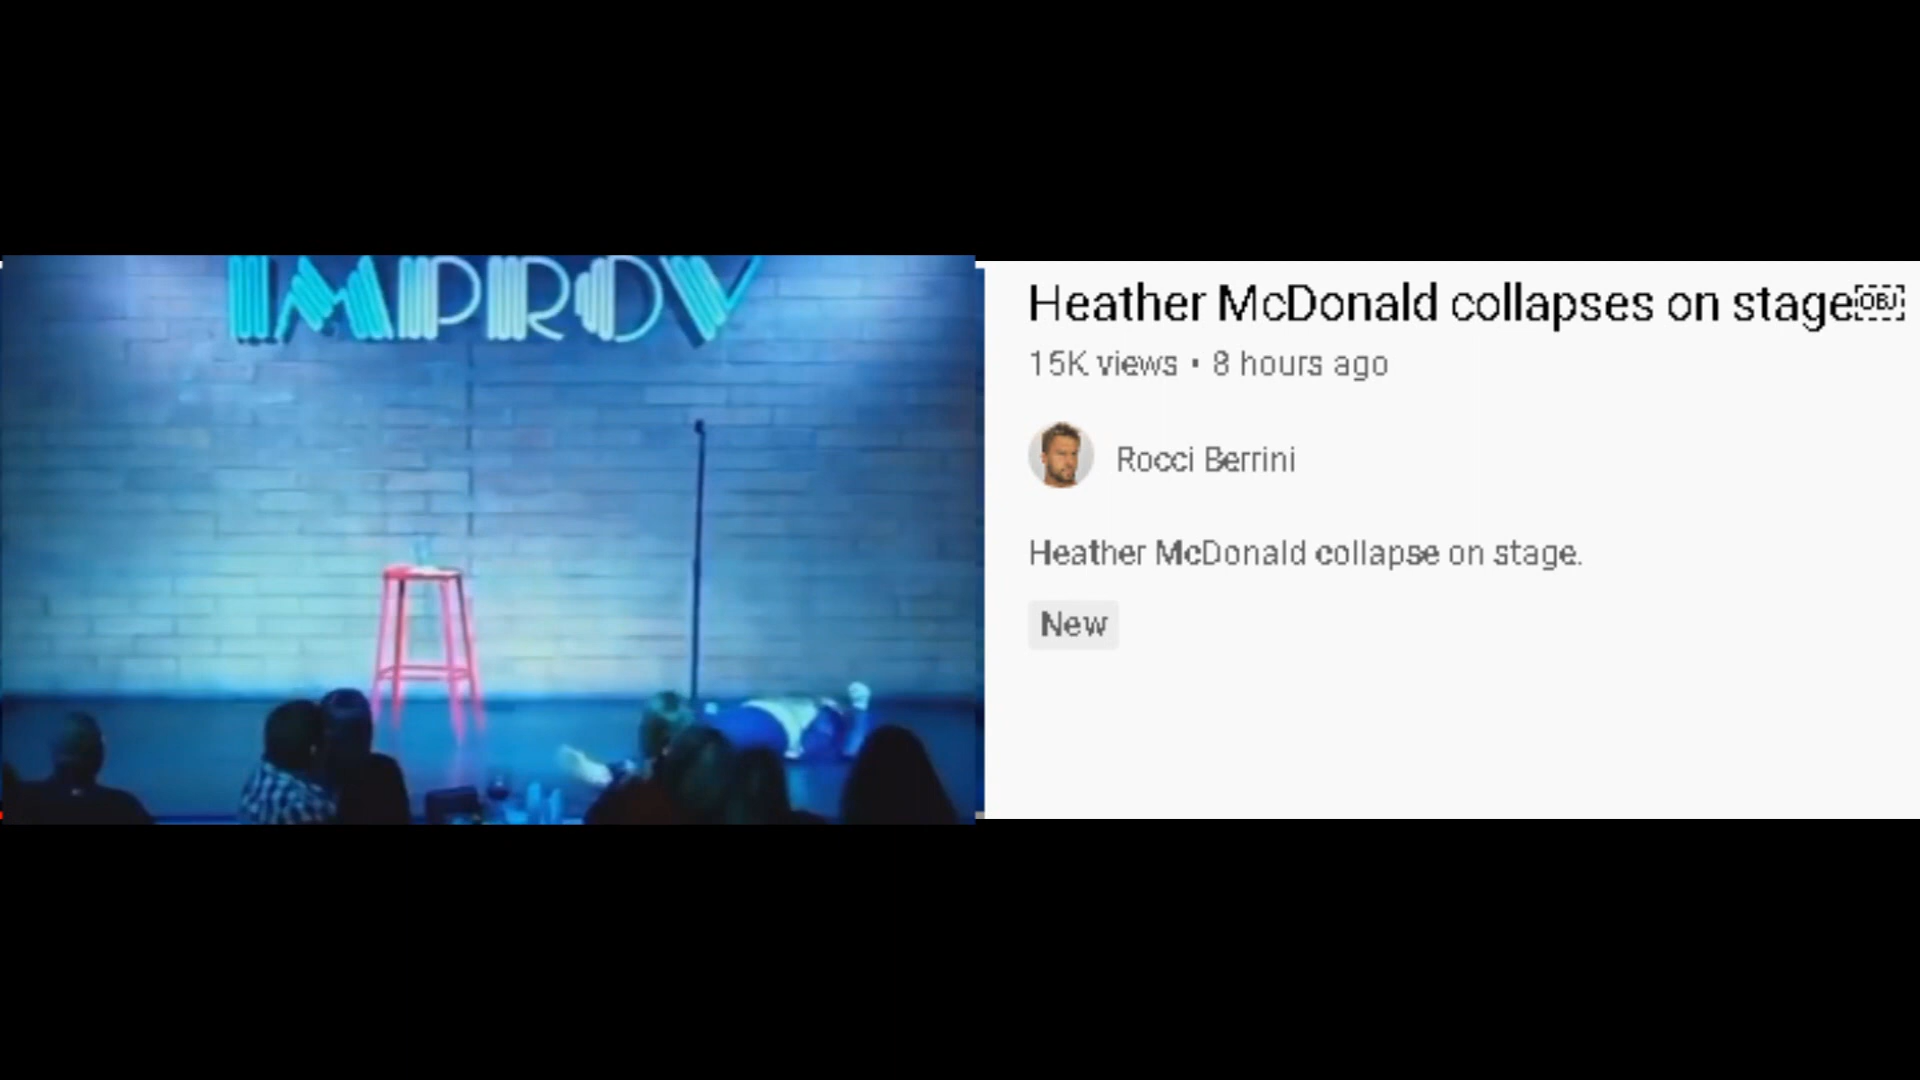 IMPROV
Heather McDonald collapses on stage
15K views • 8 hours ago
Rocci Berrini
Heather McDonald collapse on stage.
New